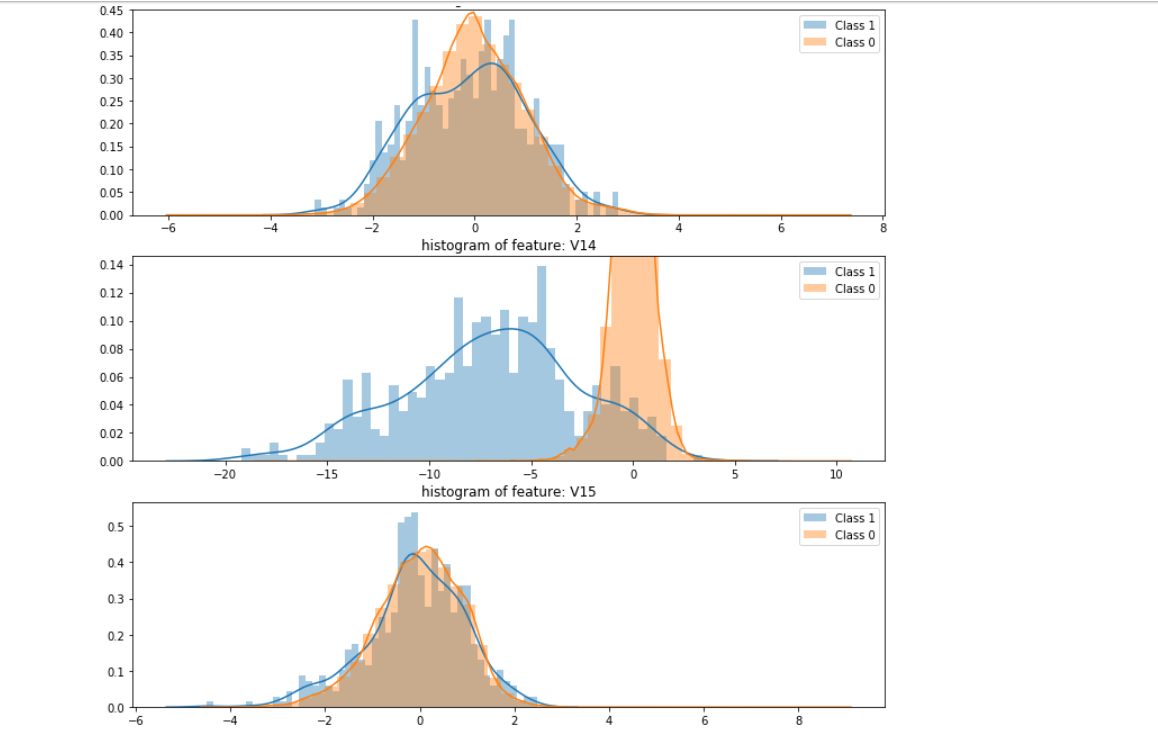 0.45
0.40
0.35
0.30
0.25
0.20
0.15
0.10
0.05
0.00
Class 1
Class 0
−6 −4 −2 0 2 4 6 8
histogram of feature: V14
0.14
0.12
0.10
0.08
0.06
0.04
0.02
0.00
Class 1
Class 0
−20 −15 −10 −5 0 5 10
histogram of feature: V15
0.5
0.4
0.3
0.2
0.1
0.0
Class 1
Class 0
−6 −4 −2 0 2 4 6 8